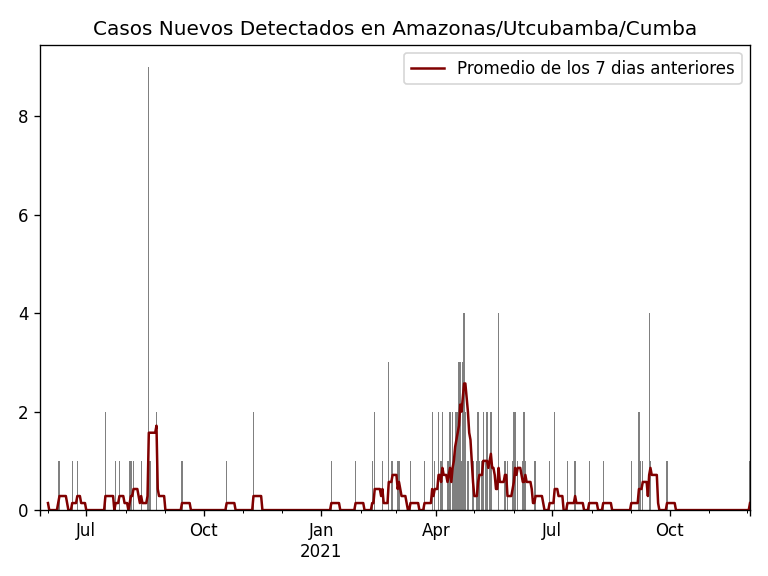 Casos Nuevos Detectados en Amazonas/Utcubamba/Cumba
Promedio de los 7 dias anteriores
8
6
4
2
0
Jul
Oct
Jan
2021
Apr
Jul
Oct